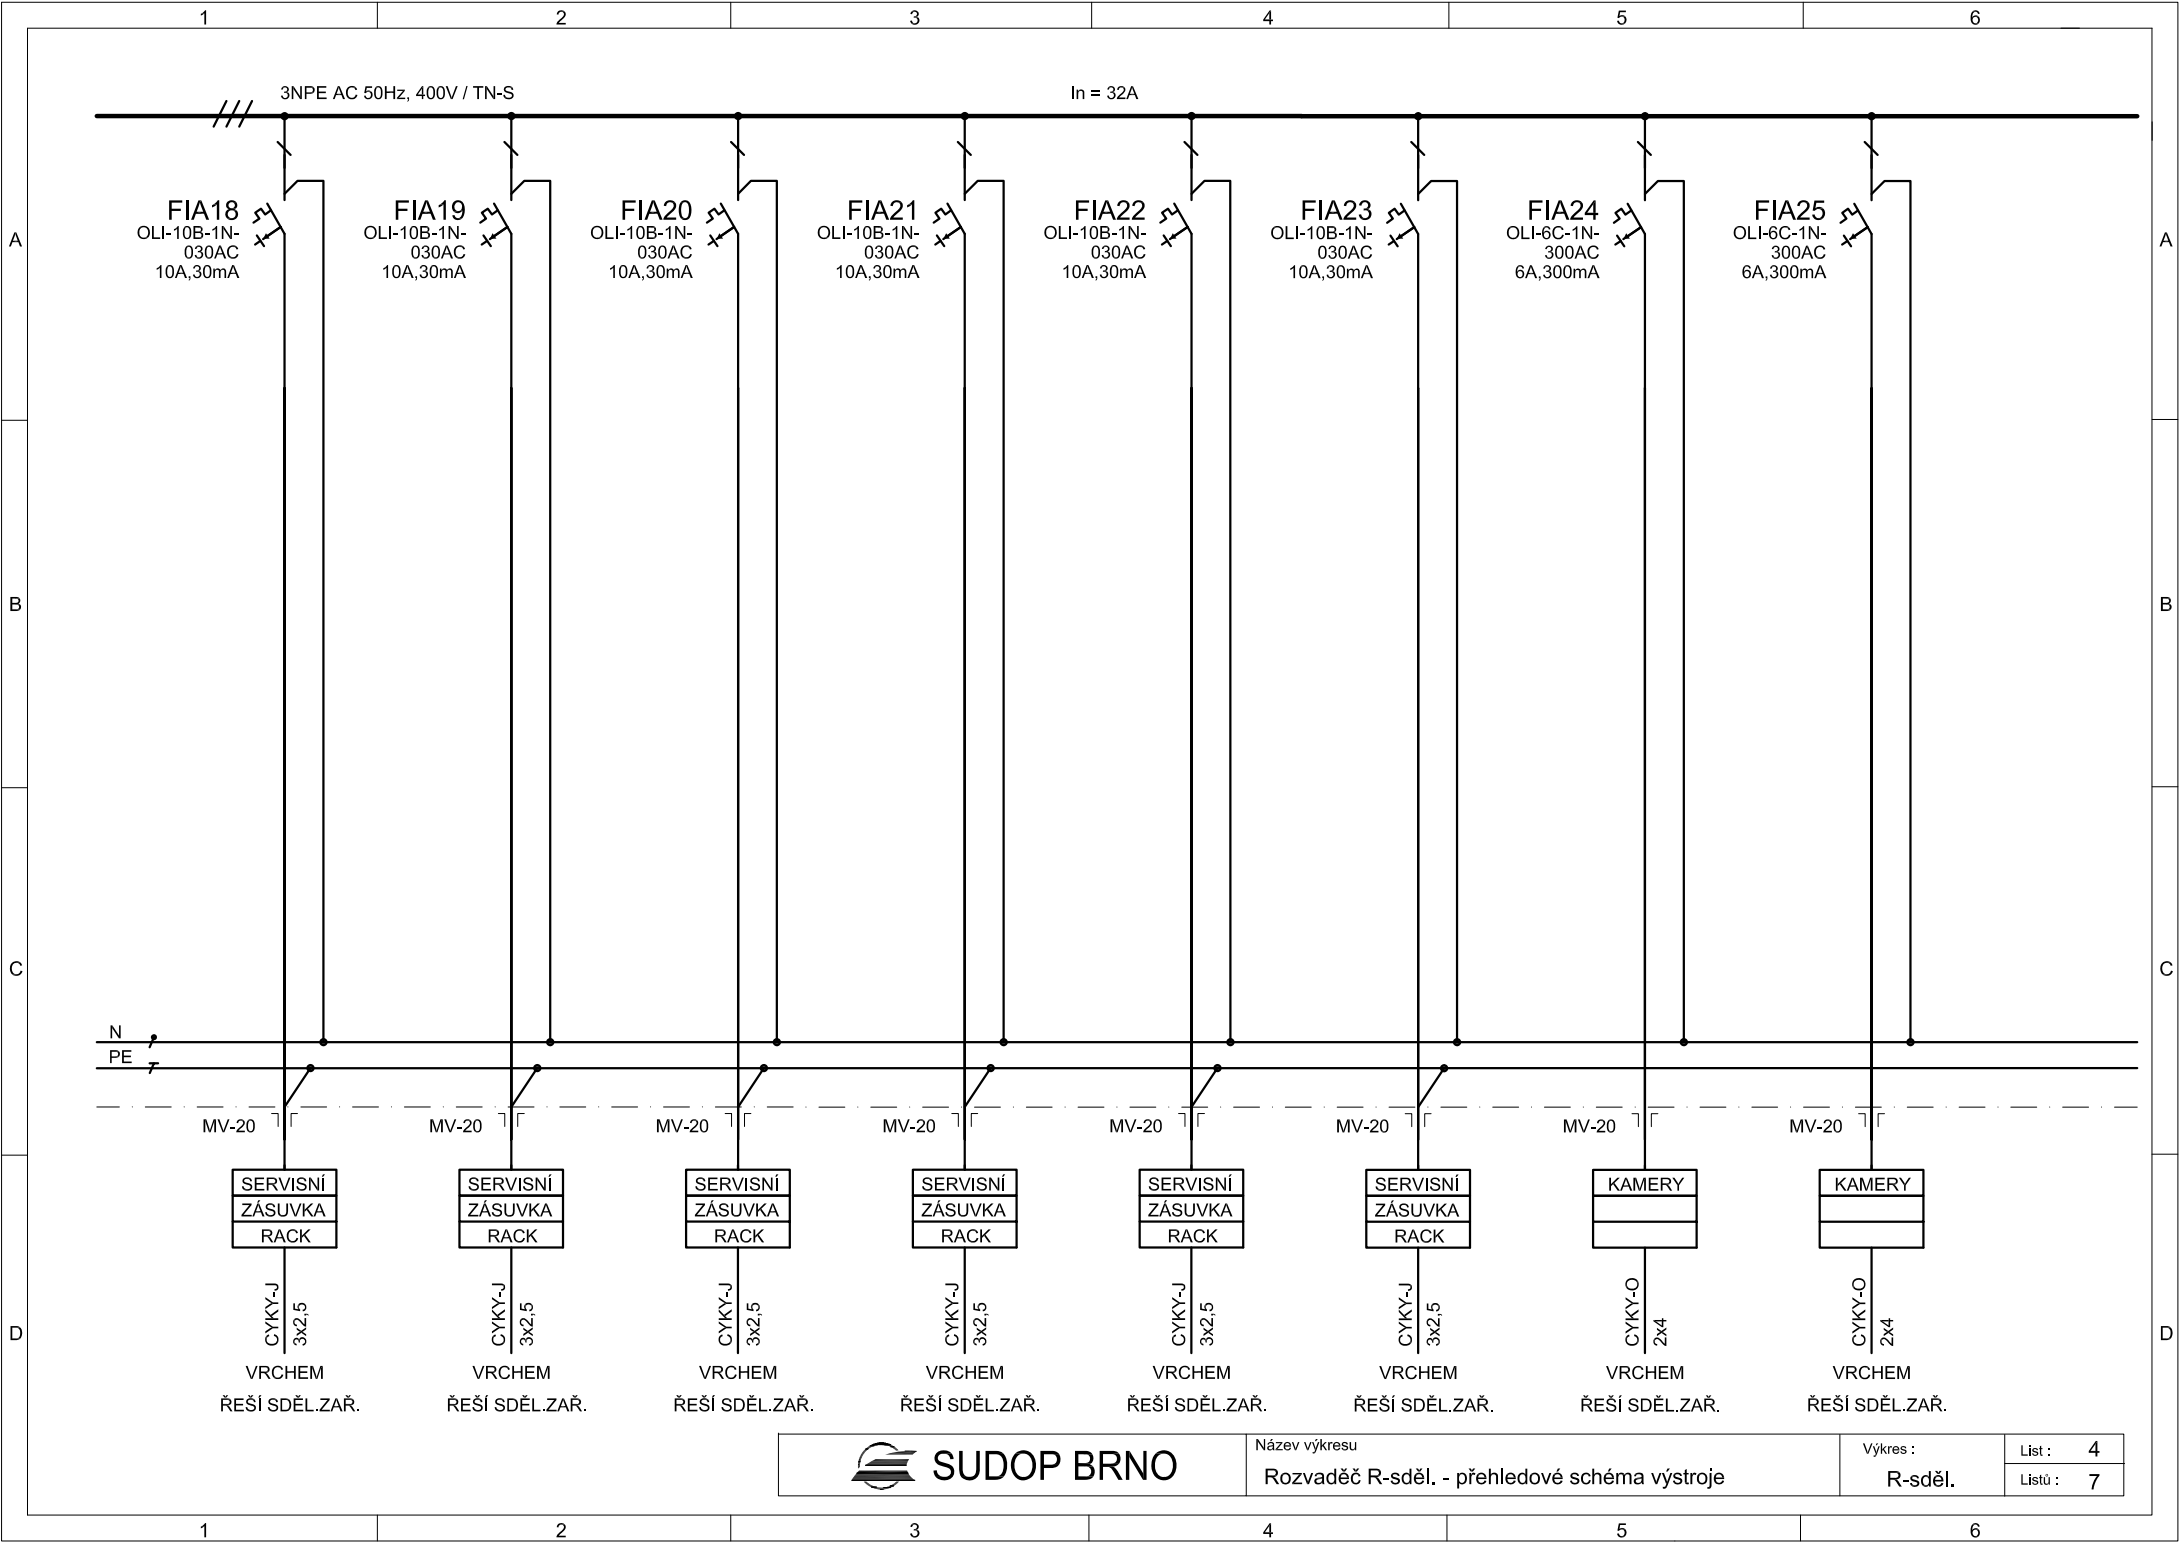 1 2 3 4 5 6
3NPE AC 50Hz, 400V / TN-S
In = 32A
FIA18
OLI-10B-1N-
030AC
10A,30mA
FIA19
OLI-10B-1N-
030AC
10A,30mA
FIA20
OLI-10B-1N-
030AC
10A,30mA
FIA21
OLI-10B-1N-
030AC
10A,30mA
FIA22
OLI-10B-1N-
030AC
10A,30mA
FIA23
OLI-10B-1N-
030AC
10A,30mA
FIA24
OLI-6C-1N-
300AC
6A,300mA
FIA25
OLI-6C-1N-
300AC
6A,300mA
A A
B B
C C
N
PE
MV-20 MV-20 MV-20 MV-20 MV-20 MV-20 MV-20 MV-20
SERVISNÍ
ZÁSUVKA
RACK
SERVISNÍ
ZÁSUVKA
RACK
SERVISNÍ
ZÁSUVKA
RACK
SERVISNÍ
ZÁSUVKA
RACK
SERVISNÍ
ZÁSUVKA
RACK
SERVISNÍ
ZÁSUVKA
RACK
KAMERY
KAMERY
D D
CYKY-J
3x2,5
CYKY-J
3x2,5
CYKY-J
3x2,5
CYKY-J
3x2,5
CYKY-J
3x2,5
CYKY-J
3x2,5
CYKY-O
2x4
CYKY-O
2x4
VRCHEM
ŘEŠÍ SDĚL.ZAŘ.
VRCHEM
ŘEŠÍ SDĚL.ZAŘ.
VRCHEM
ŘEŠÍ SDĚL.ZAŘ.
VRCHEM
ŘEŠÍ SDĚL.ZAŘ.
VRCHEM
ŘEŠÍ SDĚL.ZAŘ.
VRCHEM
ŘEŠÍ SDĚL.ZAŘ.
VRCHEM
ŘEŠÍ SDĚL.ZAŘ.
VRCHEM
ŘEŠÍ SDĚL.ZAŘ.
SUDOP BRNO
Název výkresu
Rozvaděč R-sděl. - přehledové schéma výstroje
Výkres :
R-sděl.
List : 4
Listů : 7
1 2 3 4 5 6